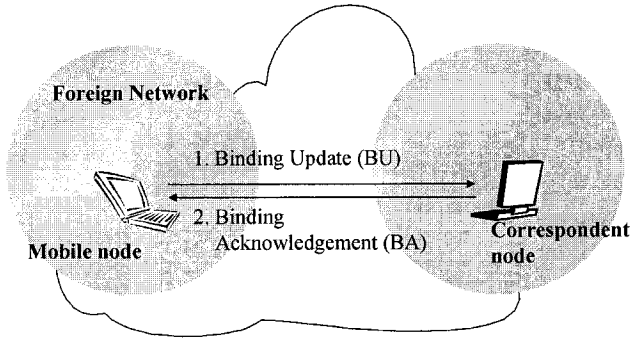 Foreign Network
1. Binding Update (BU)
2. Binding
Acknowledgement (BA)
Mobile node
Correspondent
node